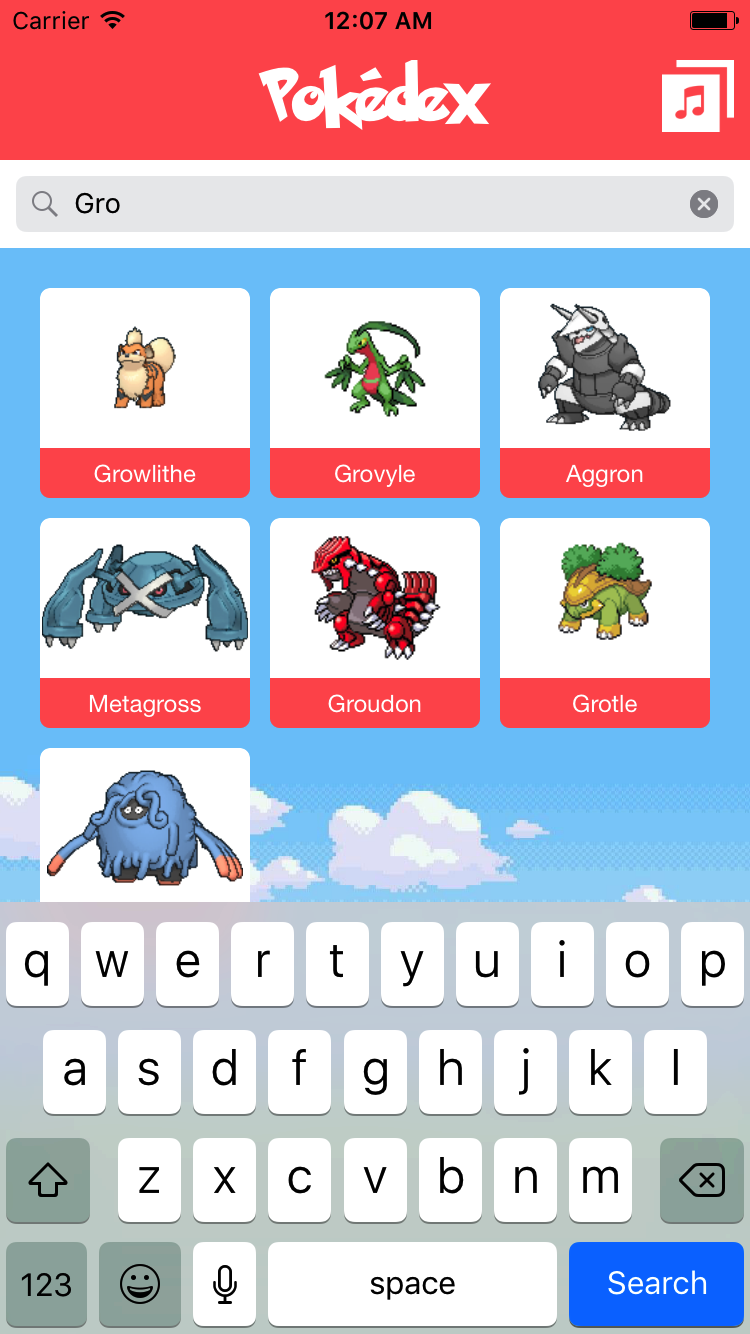 Carrier 12:07 AM
Pokédex
Gro
Growlithe Grovyle Aggron
Metagross Groudon Grotle
q w e r t y u i o p
a s d f g h j k l
z x c v b n m
123 space Search